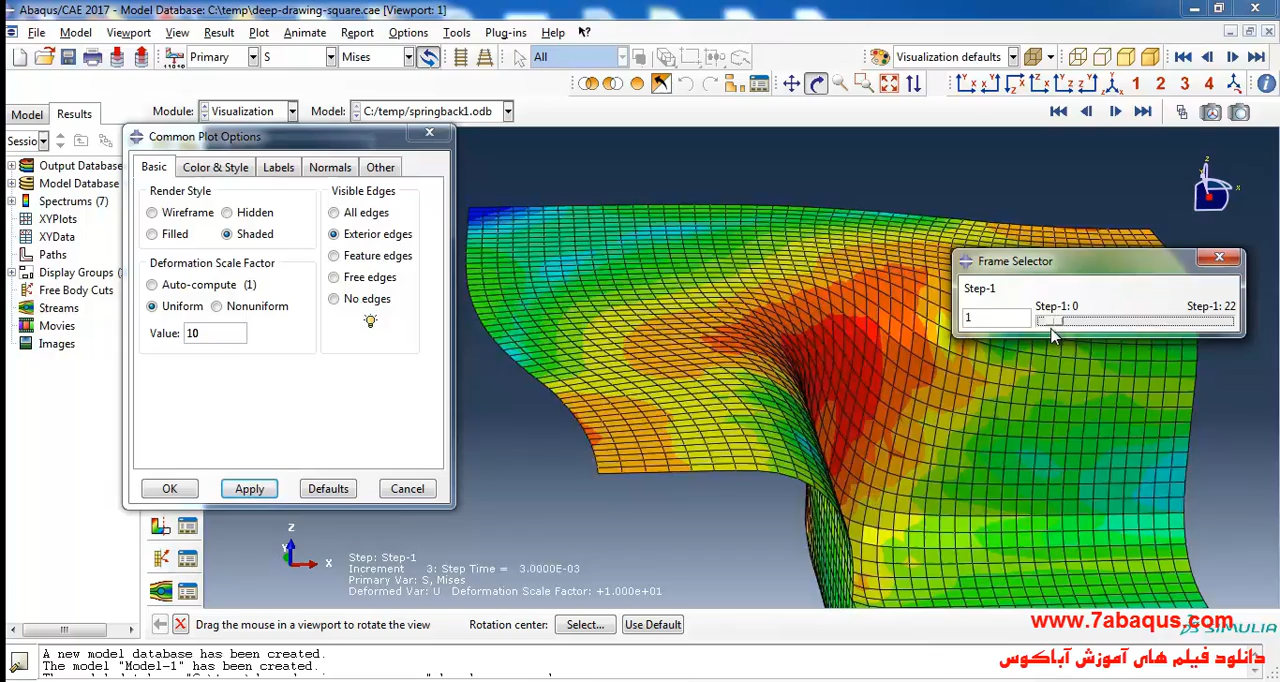 Abaqus/CAE 2017 - Model Database: C:\temp\deep-drawing-square.cae [Viewport: 1]
File Model Viewport View Result Plot Animate Report Options Tools Plug-ins Help
Primary S Mises All Visualization defaults
1 2 3 4
Model Results Module: Visualization Model: C:/temp/springback1.odb
Sessio
Output Database
Model Database
Spectrums (7)
XYPlots
XYData
Paths
Display Groups (
Free Body Cuts
Streams
Movies
Images
Common Plot Options
Basic Color & Style Labels Normals Other
Render Style
Wireframe Hidden
Filled Shaded
Deformation Scale Factor
Auto-compute (1)
Uniform Nonuniform
Value: 10
Visible Edges
All edges
Exterior edges
Feature edges
Free edges
No edges
OK Apply Defaults Cancel
Z
X
Frame Selector
Step-1
Step-1: 0 Step-1: 22
1
Z
X
Y
Step: Step-1
Increment 3: Step Time = 3.0000E-03
Primary Var: S, Mises
Deformed Var: U Deformation Scale Factor: +1.000e+01
Drag the mouse in a viewport to rotate the view Rotation center: Select... Use Default
www.7abaqus.com
SIMULIA
دانلود فیلم های آموزش آباکوس
A new model database has been created.
The model "Model-1" has been created.